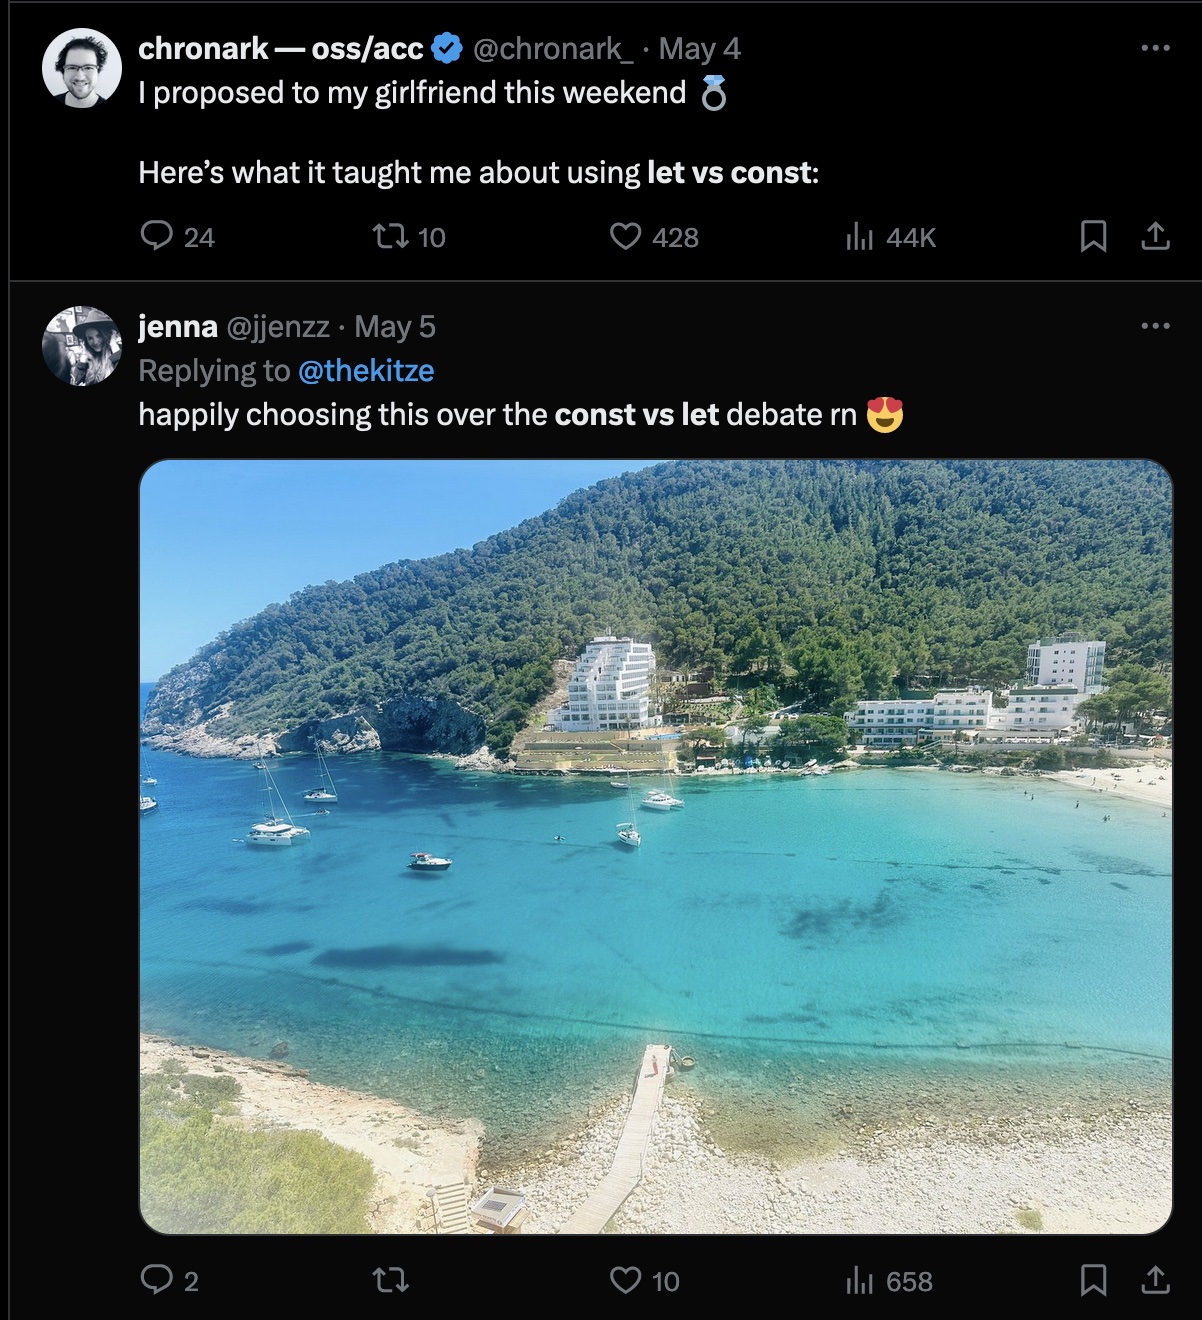 chronark — oss/acc @chronark_ · May 4
I proposed to my girlfriend this weekend 💍
Here’s what it taught me about using let vs const:
24 10 428 44K
jenna @jjenzz · May 5
Replying to @thekitze
happily choosing this over the const vs let debate rn 😍
2 10 658